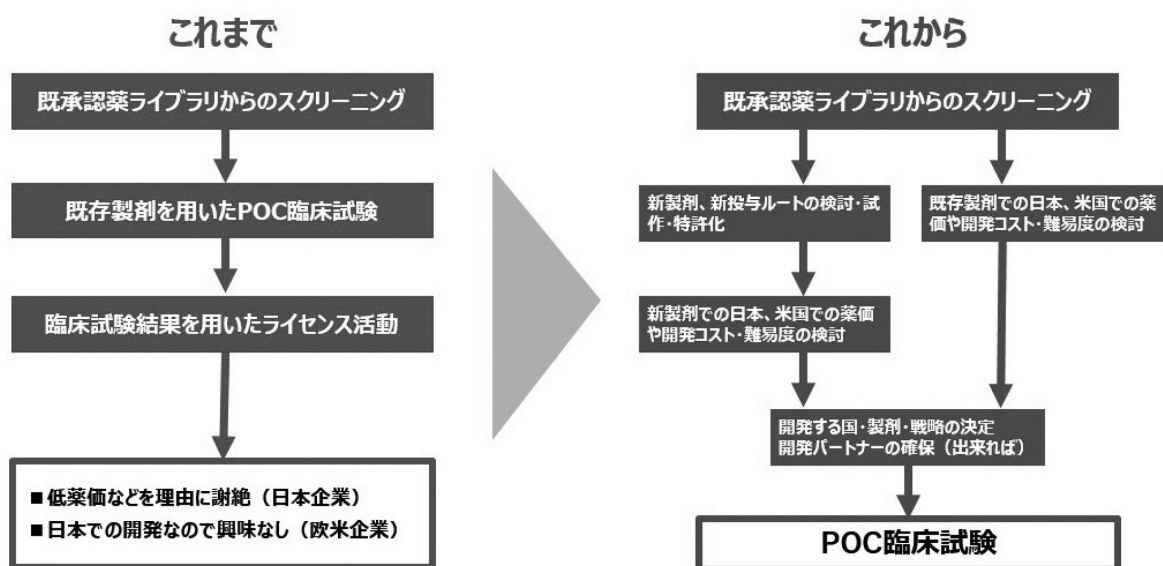 これまで
既承認薬ライブラリからのスクリーニング
既存製剤を用いたPOC臨床試験
臨床試験結果を用いたライセンス活動
■低薬価などを理由に謝絶（日本企業）
■日本での開発なので興味なし（欧米企業）
これから
既承認薬ライブラリからのスクリーニング
新製剤、新投与ルートの検討・試
作・特許化
既存製剤での日本、米国での薬
価や開発コスト・難易度の検討
新製剤での日本、米国での薬価
や開発コスト・難易度の検討
開発する国・製剤・戦略の決定
開発パートナーの確保（出来れば）
POC臨床試験